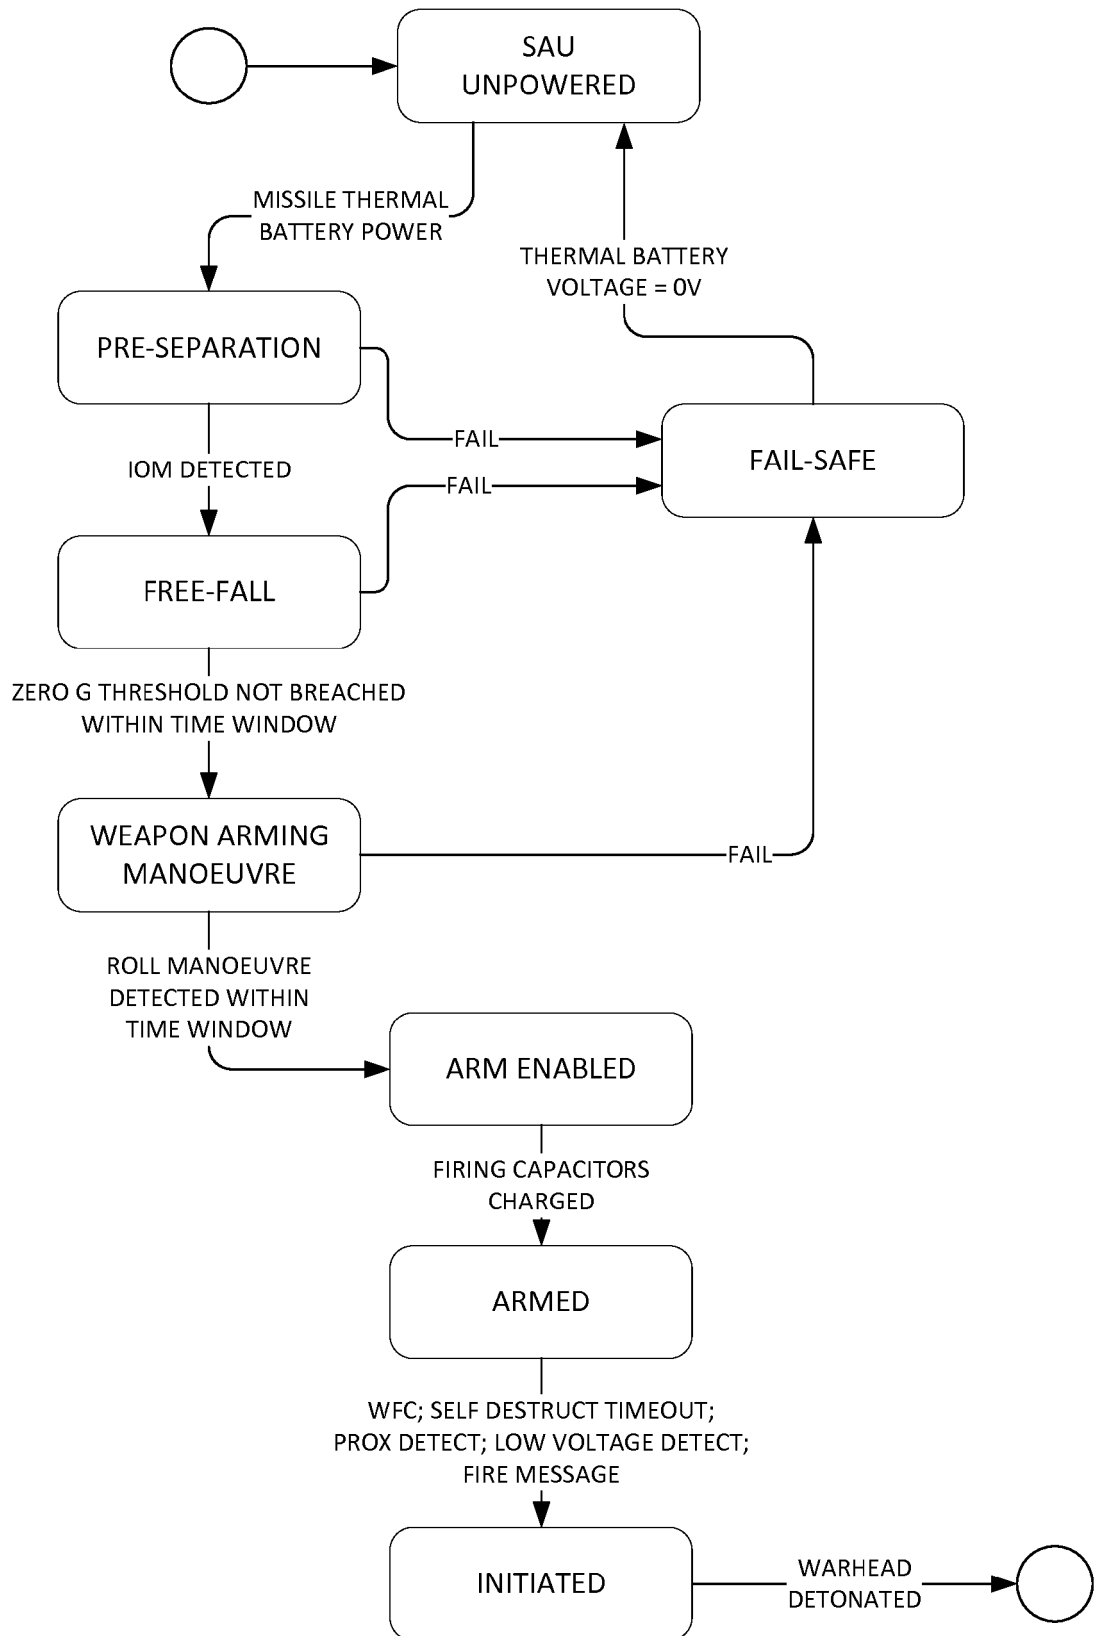 SAU
UNPOWERED
MISSILE THERMAL
BATTERY POWER
THERMAL BATTERY
VOLTAGE = 0V
PRE-SEPARATION
FAIL
FAIL-SAFE
IOM DETECTED
FAIL
FREE-FALL
ZERO G THRESHOLD NOT BREACHED
WITHIN TIME WINDOW
WEAPON ARMING
MANOEUVRE
FAIL
ROLL MANOEUVRE
DETECTED WITHIN
TIME WINDOW
ARM ENABLED
FIRING CAPACITORS
CHARGED
ARMED
WFC; SELF DESTRUCT TIMEOUT;
PROX DETECT; LOW VOLTAGE DETECT;
FIRE MESSAGE
INITIATED
WARHEAD
DETONATED